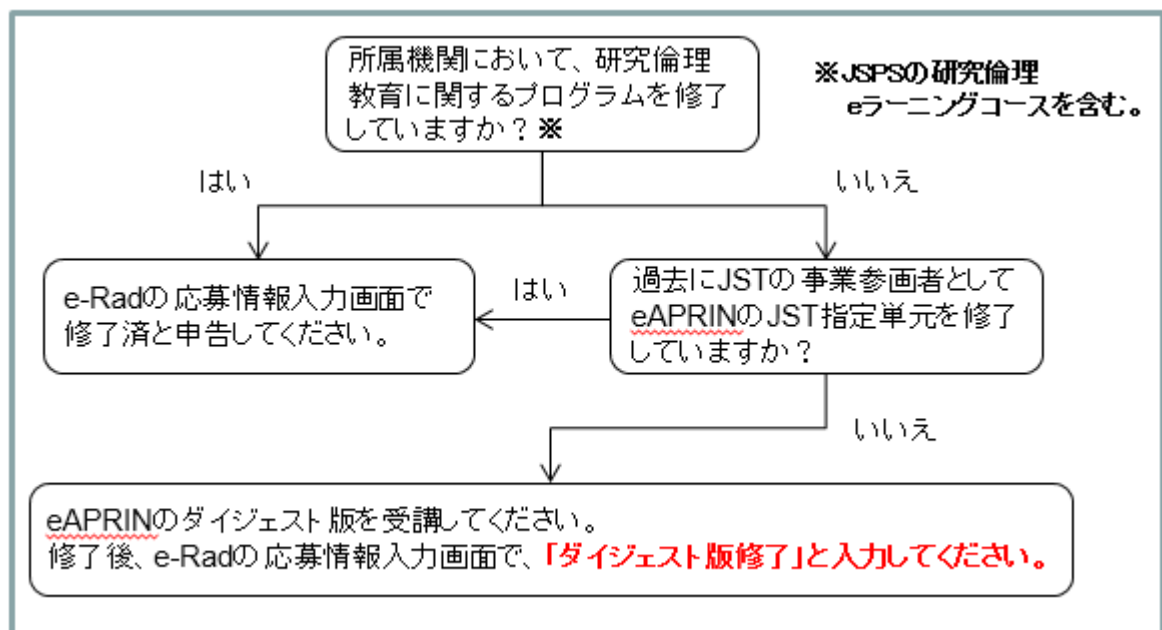 所属機関において、研究倫理
教育に関するプログラムを修了
していますか？※
※JSPSの研究倫理
eラーニングコースを含む。
はい
いいえ
e-Radの応募情報入力画面で
修了済と申告してください。
はい
過去にJSTの事業参画者として
eAPRINのJST指定単元を修了
していますか？
いいえ
eAPRINのダイジェスト版を受講してください。
修了後、e-Radの応募情報入力画面で、「ダイジェスト版修了」と入力してください。